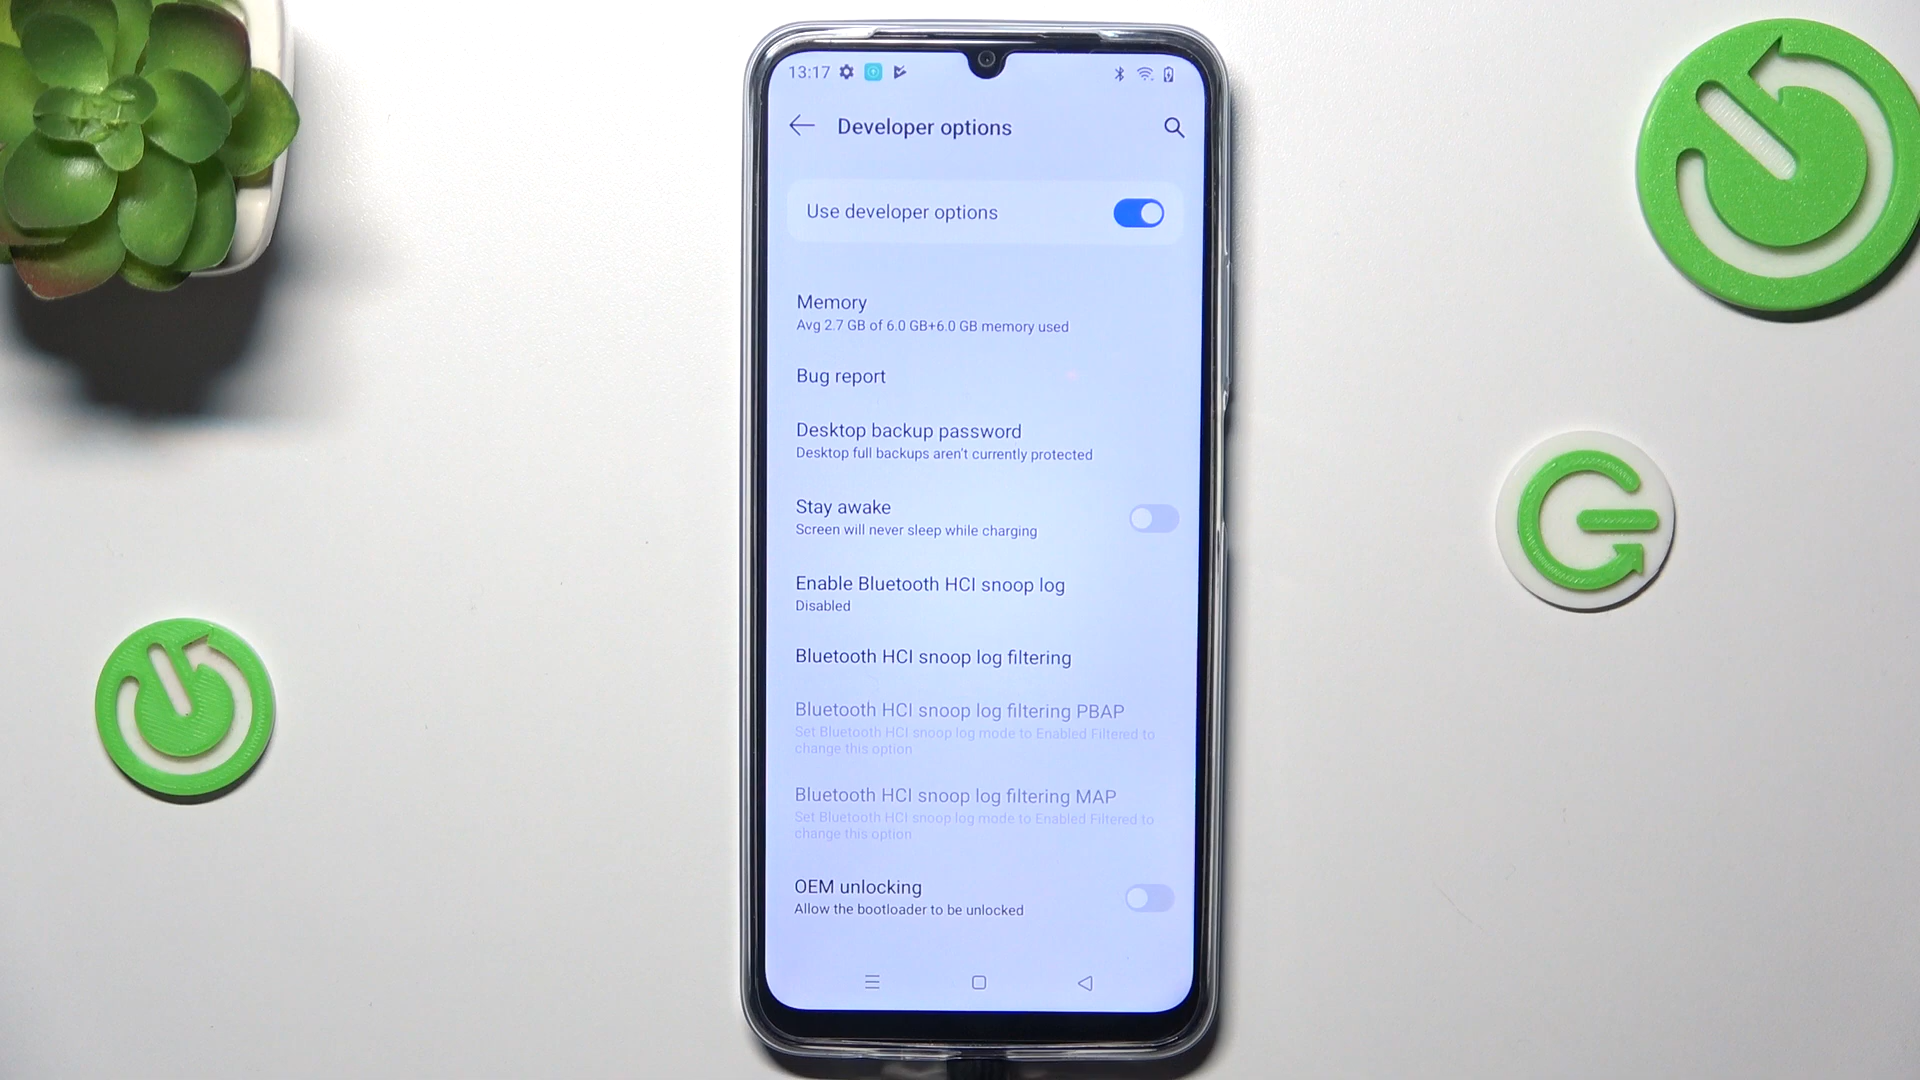 13:17
Developer options
Use developer options
Memory
Avg 2.7 GB of 6.0 GB+6.0 GB memory used
Bug report
Desktop backup password
Desktop full backups aren't currently protected
Stay awake
Screen will never sleep while charging
Enable Bluetooth HCI snoop log
Disabled
Bluetooth HCI snoop log filtering
Bluetooth HCI snoop log filtering PBAP
Set Bluetooth HCI snoop log mode to Enabled Filtered to
change this option
Bluetooth HCI snoop log filtering MAP
Set Bluetooth HCI snoop log mode to Enabled Filtered to
change this option
OEM unlocking
Allow the bootloader to be unlocked